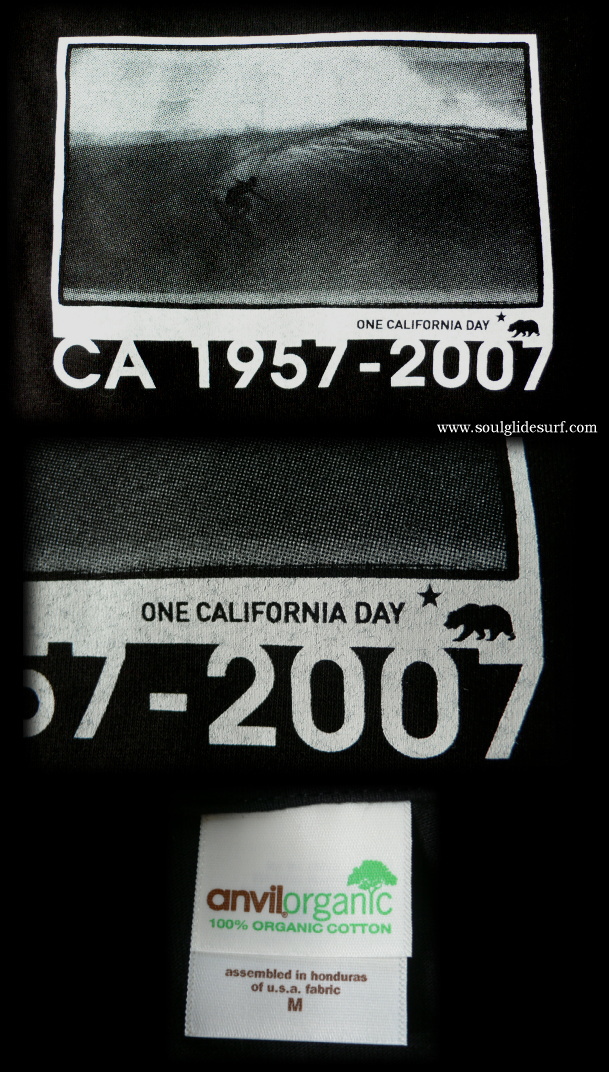 ONE CALIFORNIA DAY
CA 1957-2007
www.soulglidesurf.com
ONE CALIFORNIA DAY
57-2007
anvilorganic
100% ORGANIC COTTON
assembled in honduras
of u.s.a. fabric
M